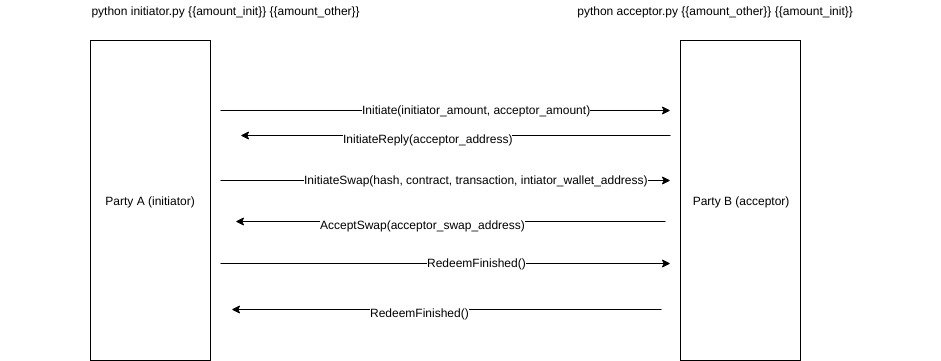 python initiator.py {{amount_init}} {{amount_other}}
python acceptor.py {{amount_other}} {{amount_init}}
Initiate(initiator_amount, acceptor_amount)
InitiateReply(acceptor_address)
InitiateSwap(hash, contract, transaction, intiator_wallet_address)
Party A (initiator)
Party B (acceptor)
AcceptSwap(acceptor_swap_address)
RedeemFinished()
RedeemFinished()